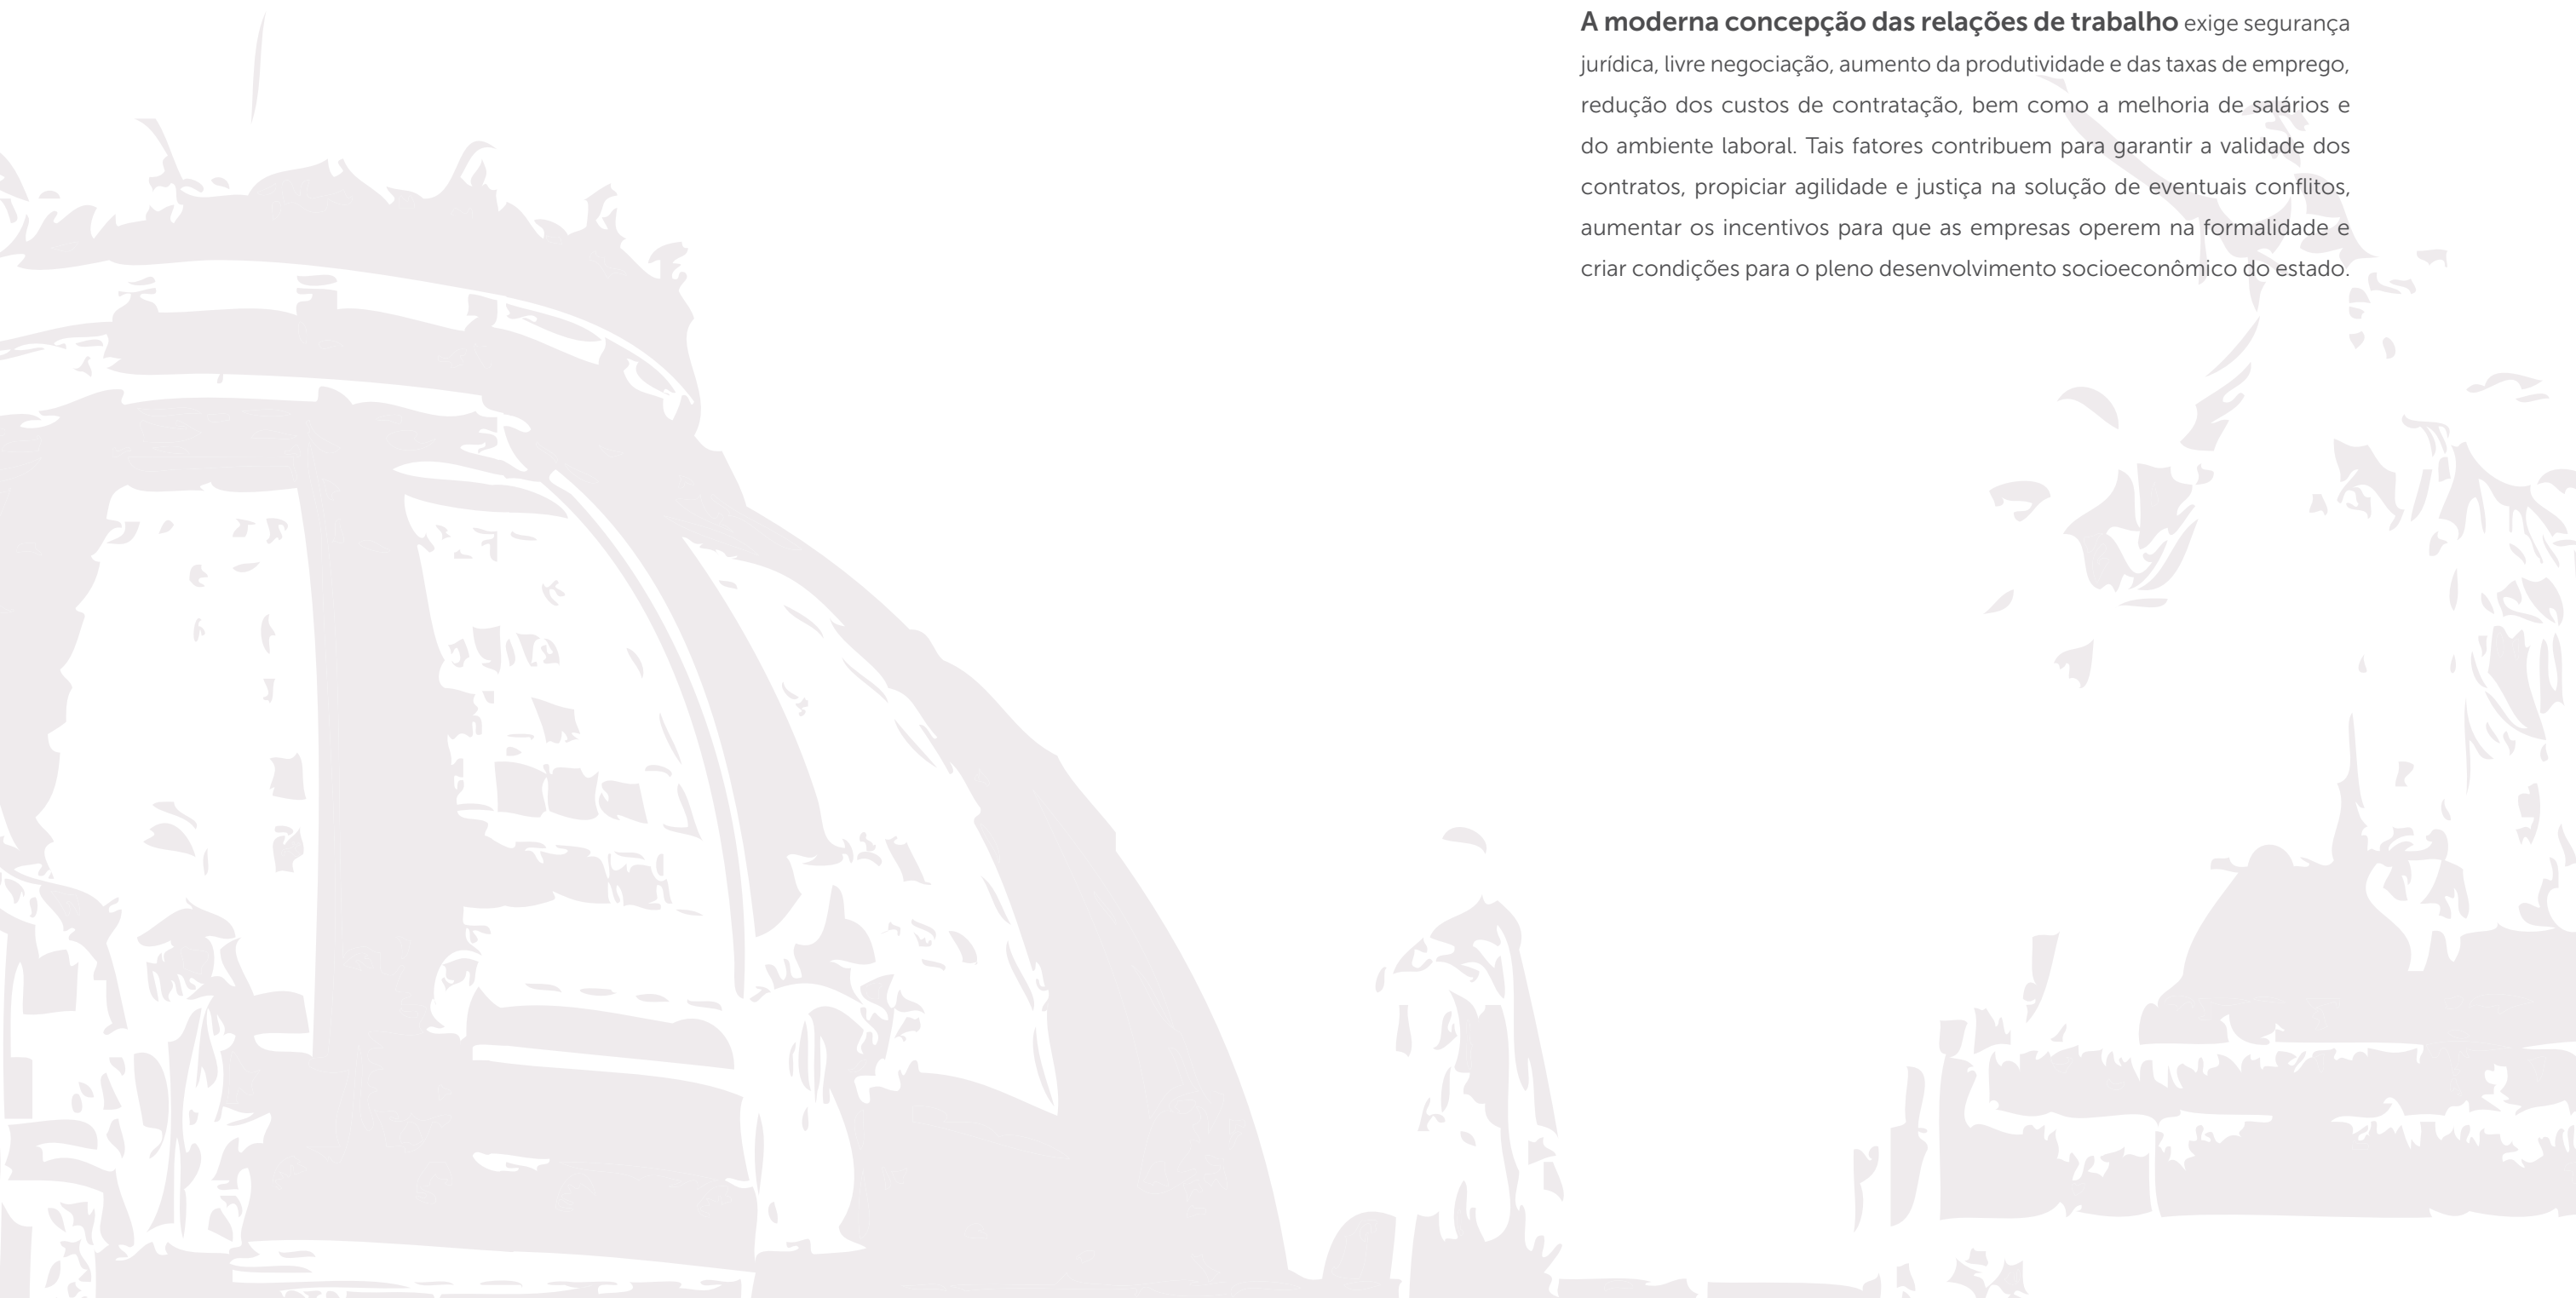 A moderna concepção das relações de trabalho exige segurança
jurídica, livre negociação, aumento da produtividade e das taxas de emprego,
redução dos custos de contratação, bem como a melhoria de salários e
do ambiente laboral. Tais fatores contribuem para garantir a validade dos
contratos, propiciar agilidade e justiça na solução de eventuais conflitos,
aumentar os incentivos para que as empresas operem na formalidade e
criar condições para o pleno desenvolvimento socioeconômico do estado.